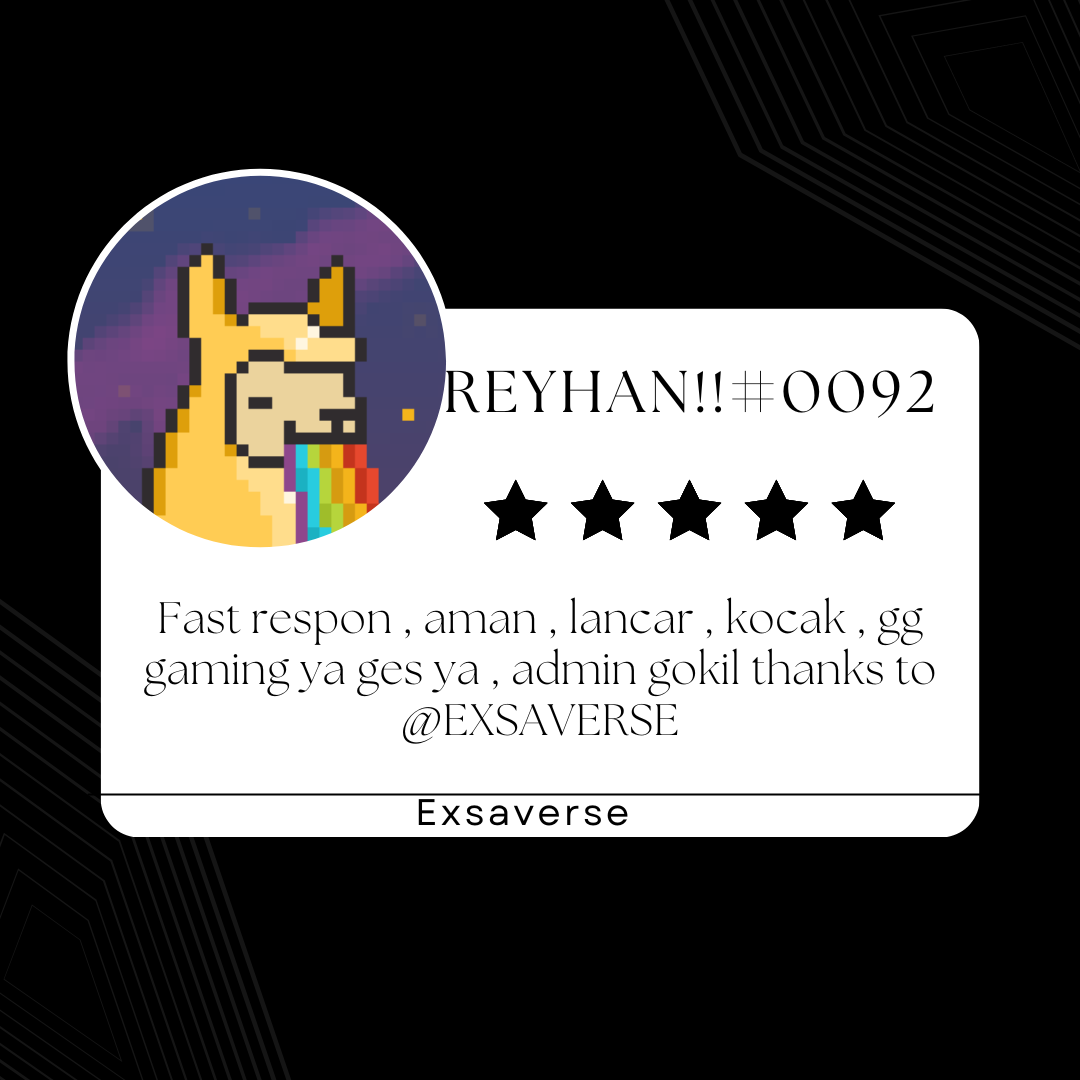 REYHAN!!#0092
Fast respon , aman , lancar , kocak , gg
gaming ya ges ya , admin gokil thanks to
@EXSAVERSE
Exsaverse